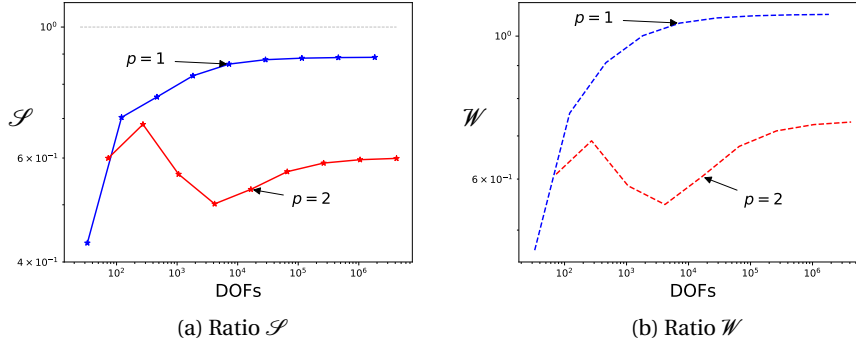 10⁰
p = 1
𝒮
6 × 10⁻¹
p = 2
4 × 10⁻¹
10² 10³ 10⁴ 10⁵ 10⁶
DOFs
(a) Ratio 𝒮
p = 1
10⁰
𝒲
6 × 10⁻¹
p = 2
10² 10³ 10⁴ 10⁵ 10⁶
DOFs
(b) Ratio 𝒲